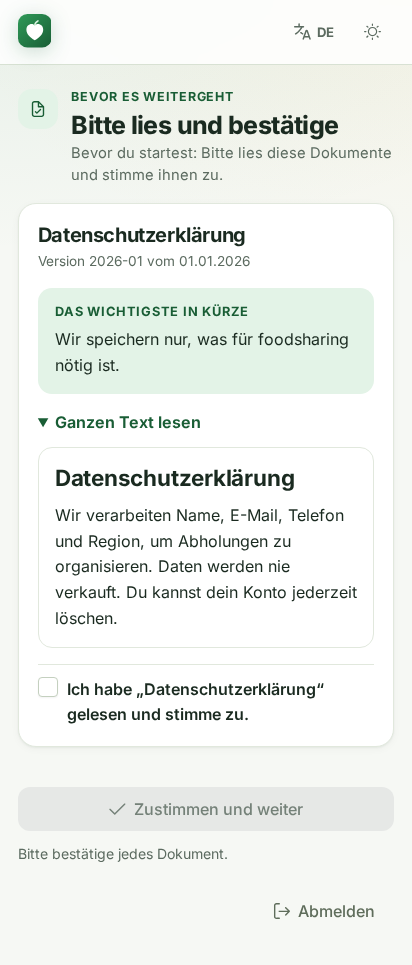 DE
BEVOR ES WEITERGEHT
Bitte lies und bestätige
Bevor du startest: Bitte lies diese Dokumente
und stimme ihnen zu.
Datenschutzerklärung
Version 2026-01 vom 01.01.2026
DAS WICHTIGSTE IN KÜRZE
Wir speichern nur, was für foodsharing
nötig ist.
Ganzen Text lesen
Datenschutzerklärung
Wir verarbeiten Name, E-Mail, Telefon
und Region, um Abholungen zu
organisieren. Daten werden nie
verkauft. Du kannst dein Konto jederzeit
löschen.
Ich habe „Datenschutzerklärung“
gelesen und stimme zu.
Zustimmen und weiter
Bitte bestätige jedes Dokument.
Abmelden